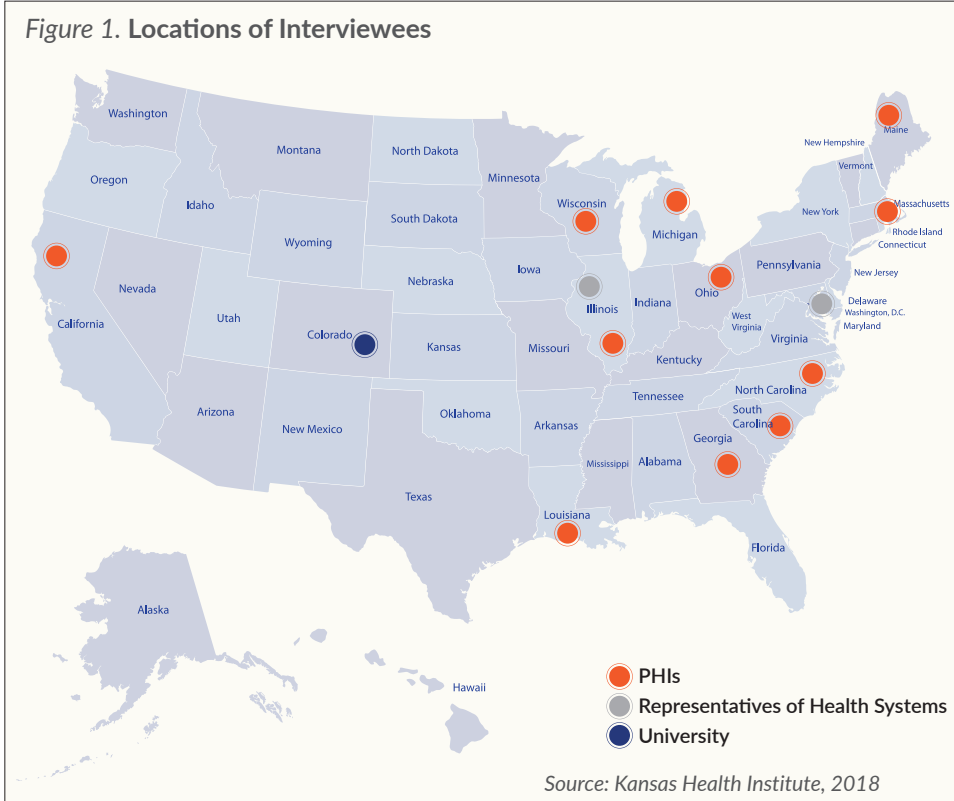 Figure 1. Locations of Interviewees
Washington
Montana
North Dakota
Minnesota
Oregon
Idaho
South Dakota
Wisconsin
Michigan
Maine
New Hempshire
Vermont
New York
Massachusetts
Rhode Island
Connecticut
Wyoming
Nebraska
Iowa
Pennsylvania
New Jersey
Nevada
Utah
Colorado
Kansas
Missouri
Illinois
Indiana
Ohio
West
Virginia
Virginia
Delaware
Washington, D.C.
Maryland
California
Kentucky
Arizona
New Mexico
Oklahoma
Arkansas
Tennessee
North Carolina
South
Carolina
Texas
Louisiana
Mississippi
Alabama
Georgia
Florida
Alaska
Hawaii
PHIs
Representatives of Health Systems
University
Source: Kansas Health Institute, 2018